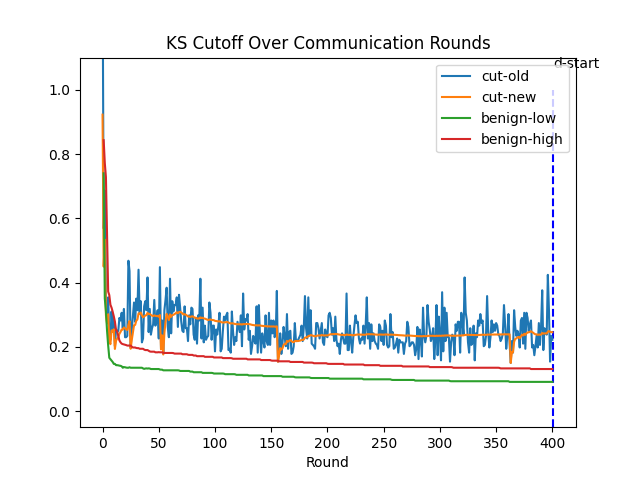 KS Cutoff Over Communication Rounds
d-start
cut-old
cut-new
benign-low
benign-high
1.0
0.8
0.6
0.4
0.2
0.0
0 50 100 150 200 250 300 350 400
Round